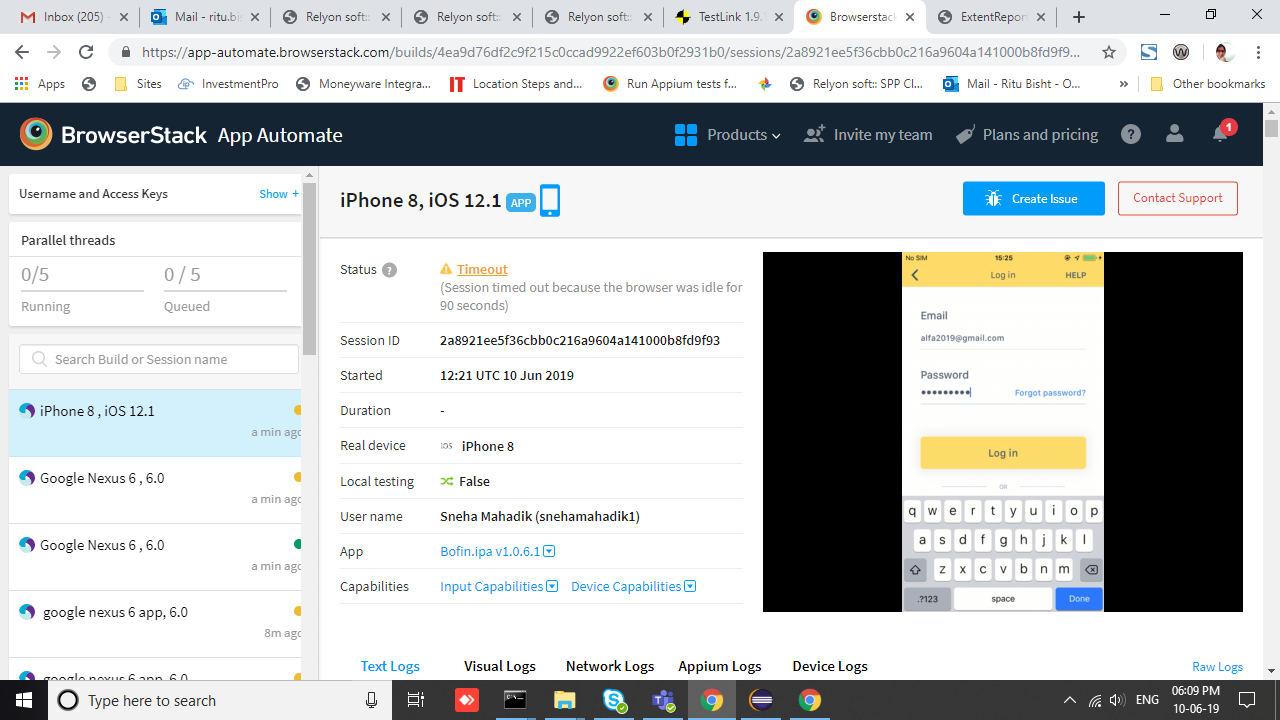 Inbox (205) -
Mail - ritu.bis
Relyon soft::
Relyon soft::
Relyon soft::
TestLink 1.9.
Browserstack
ExtentRepor
https://app-automate.browserstack.com/builds/4ea9d76df2c9f215c0ccad9922ef603b0f2931b0/sessions/2a8921ee5f36cbb0c216a9604a141000b8fd9f9...
Apps
Sites
InvestmentPro
Moneyware Integra...
Location Steps and...
Run Appium tests f...
Relyon soft:: SPP Cl...
Mail - Ritu Bisht - O...
»
Other bookmarks
BrowserStack App Automate
Products
Invite my team
Plans and pricing
?
1
Username and Access Keys
Show +
Parallel threads
0/5
0 / 5
Running
Queued
Search Build or Session name
iPhone 8 , iOS 12.1
a min ago
Google Nexus 6 , 6.0
a min ago
Google Nexus 6 , 6.0
a min ago
google nexus 6 app, 6.0
8m ago
google nexus 6 app, 6.0
iPhone 8, iOS 12.1 APP
Create Issue
Contact Support
Status ? Timeout
(Session timed out because the browser was idle for
90 seconds)
Session ID 2a8921ee5f36cbb0c216a9604a141000b8fd9f93
Started 12:21 UTC 10 Jun 2019
Duration -
Real device iOS iPhone 8
Local testing False
User name Sneha Mahadik (snehamahadik1)
App Bofin.ipa v1.0.6.1
Capabilities Input Capabilities Device Capabilities
No SIM 15:25
Log in HELP
Email
alfa2019@gmail.com
Password
•••••••••
Forgot password?
Log in
OR
q w e r t y u i o p
a s d f g h j k l
z x c v b n m
.?123 space Done
Text Logs Visual Logs Network Logs Appium Logs Device Logs Raw Logs
Type here to search
ENG
06:09 PM
10-06-19